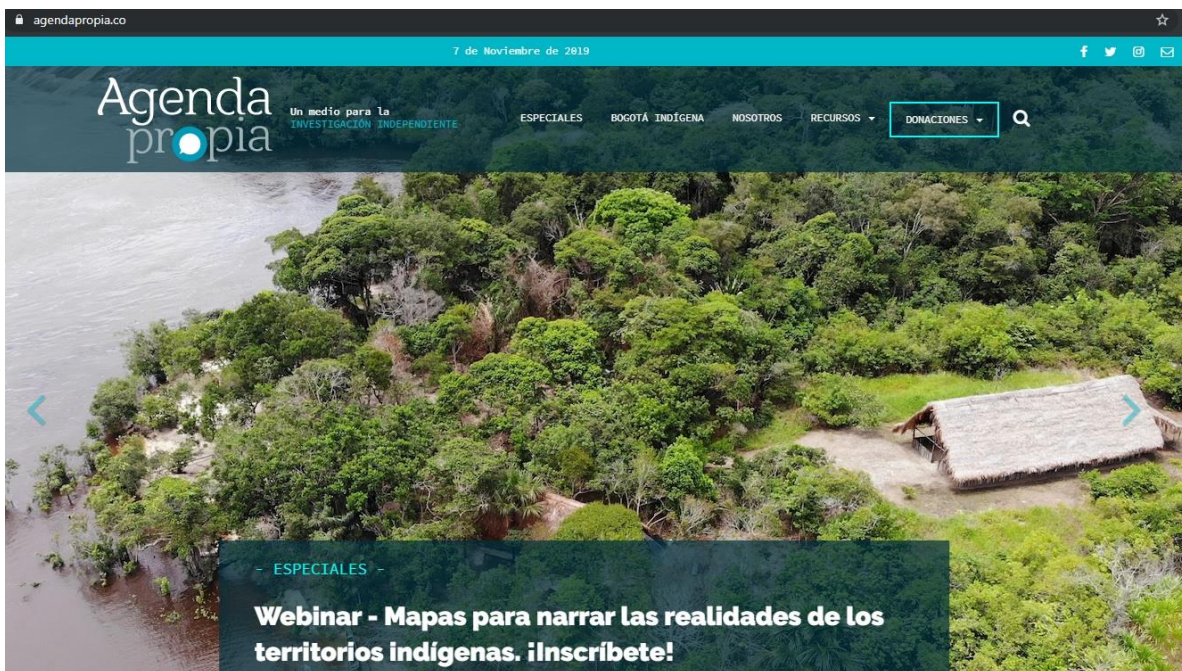 agendapropia.co
7 de Noviembre de 2019
Agenda
propia
Un medio para la
INVESTIGACIÓN INDEPENDIENTE
ESPECIALES
BOGOTÁ INDÍGENA
NOSOTROS
RECURSOS
DONACIONES
- ESPECIALES -
Webinar - Mapas para narrar las realidades de los
territorios indígenas. ¡Inscríbete!